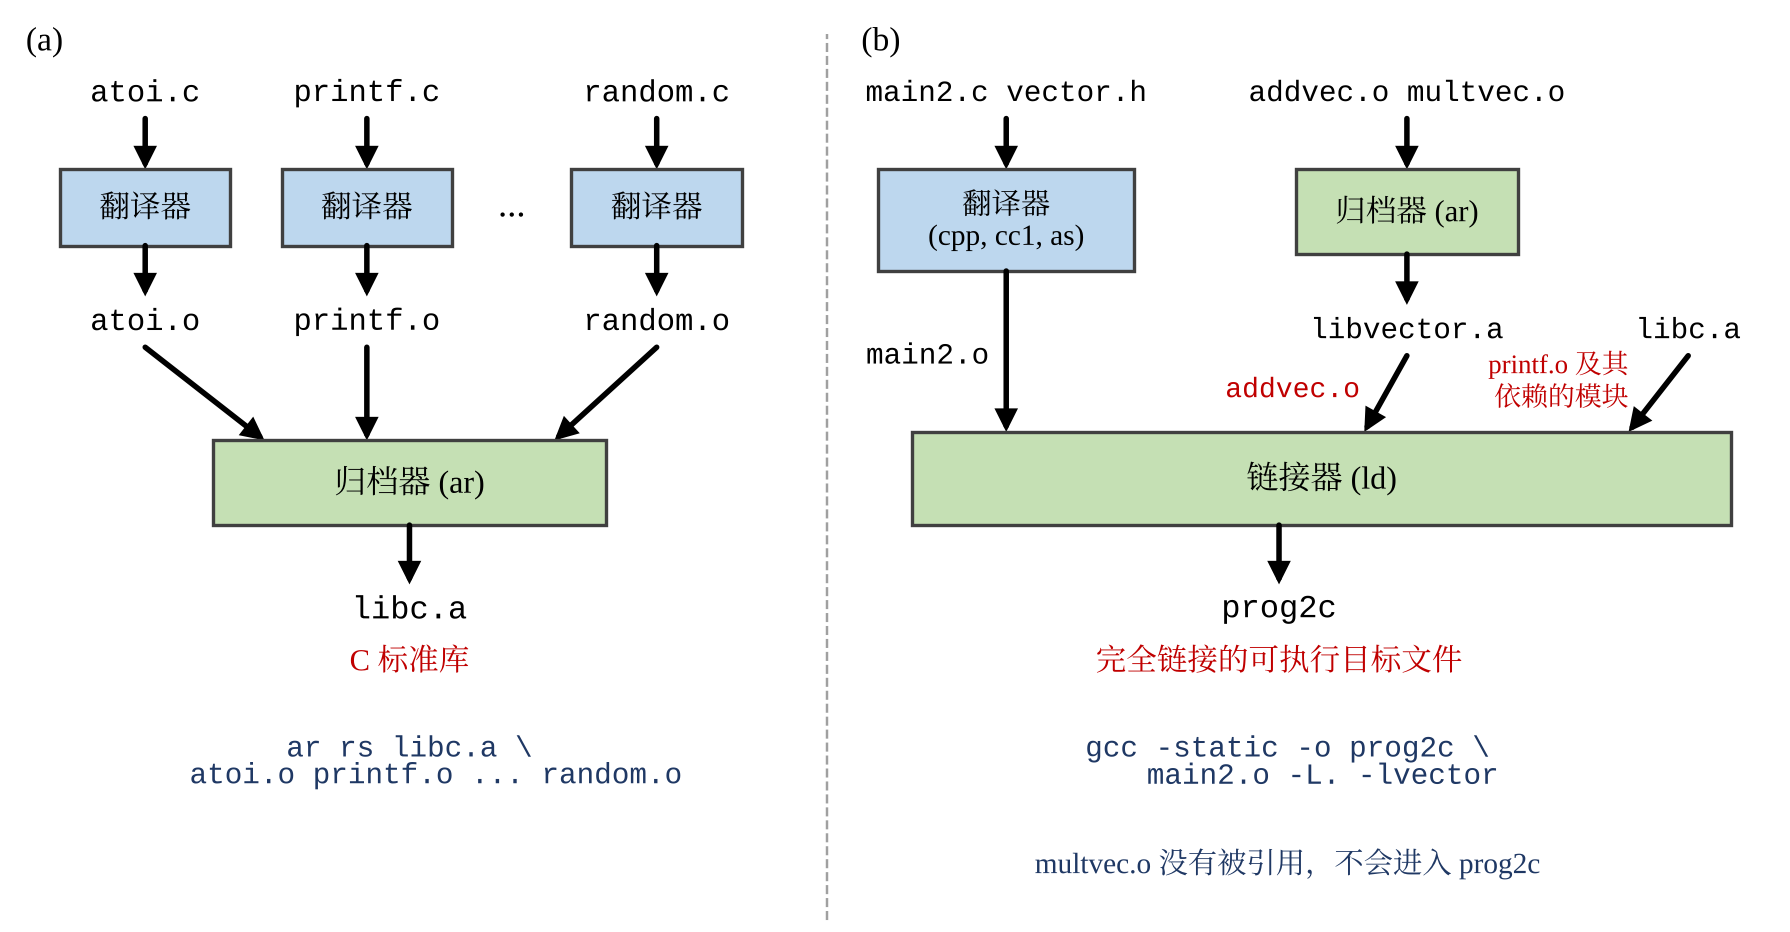 (a)
atoi.c printf.c random.c
翻译器 翻译器 ... 翻译器
atoi.o printf.o random.o
归档器 (ar)
libc.a
C 标准库
ar rs libc.a \
atoi.o printf.o ... random.o
(b)
main2.c vector.h addvec.o multvec.o
翻译器
(cpp, cc1, as)
归档器 (ar)
libvector.a libc.a
main2.o
addvec.o
printf.o 及其
依赖的模块
链接器 (ld)
prog2c
完全链接的可执行目标文件
gcc -static -o prog2c \
main2.o -L. -lvector
multvec.o 没有被引用，不会进入 prog2c